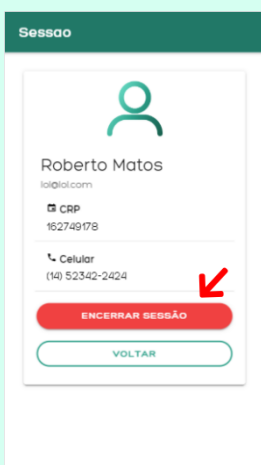 Sessao
Roberto Matos
lol@lol.com
CRP
162749178
Celular
(14) 52342-2424
ENCERRAR SESSÃO
VOLTAR